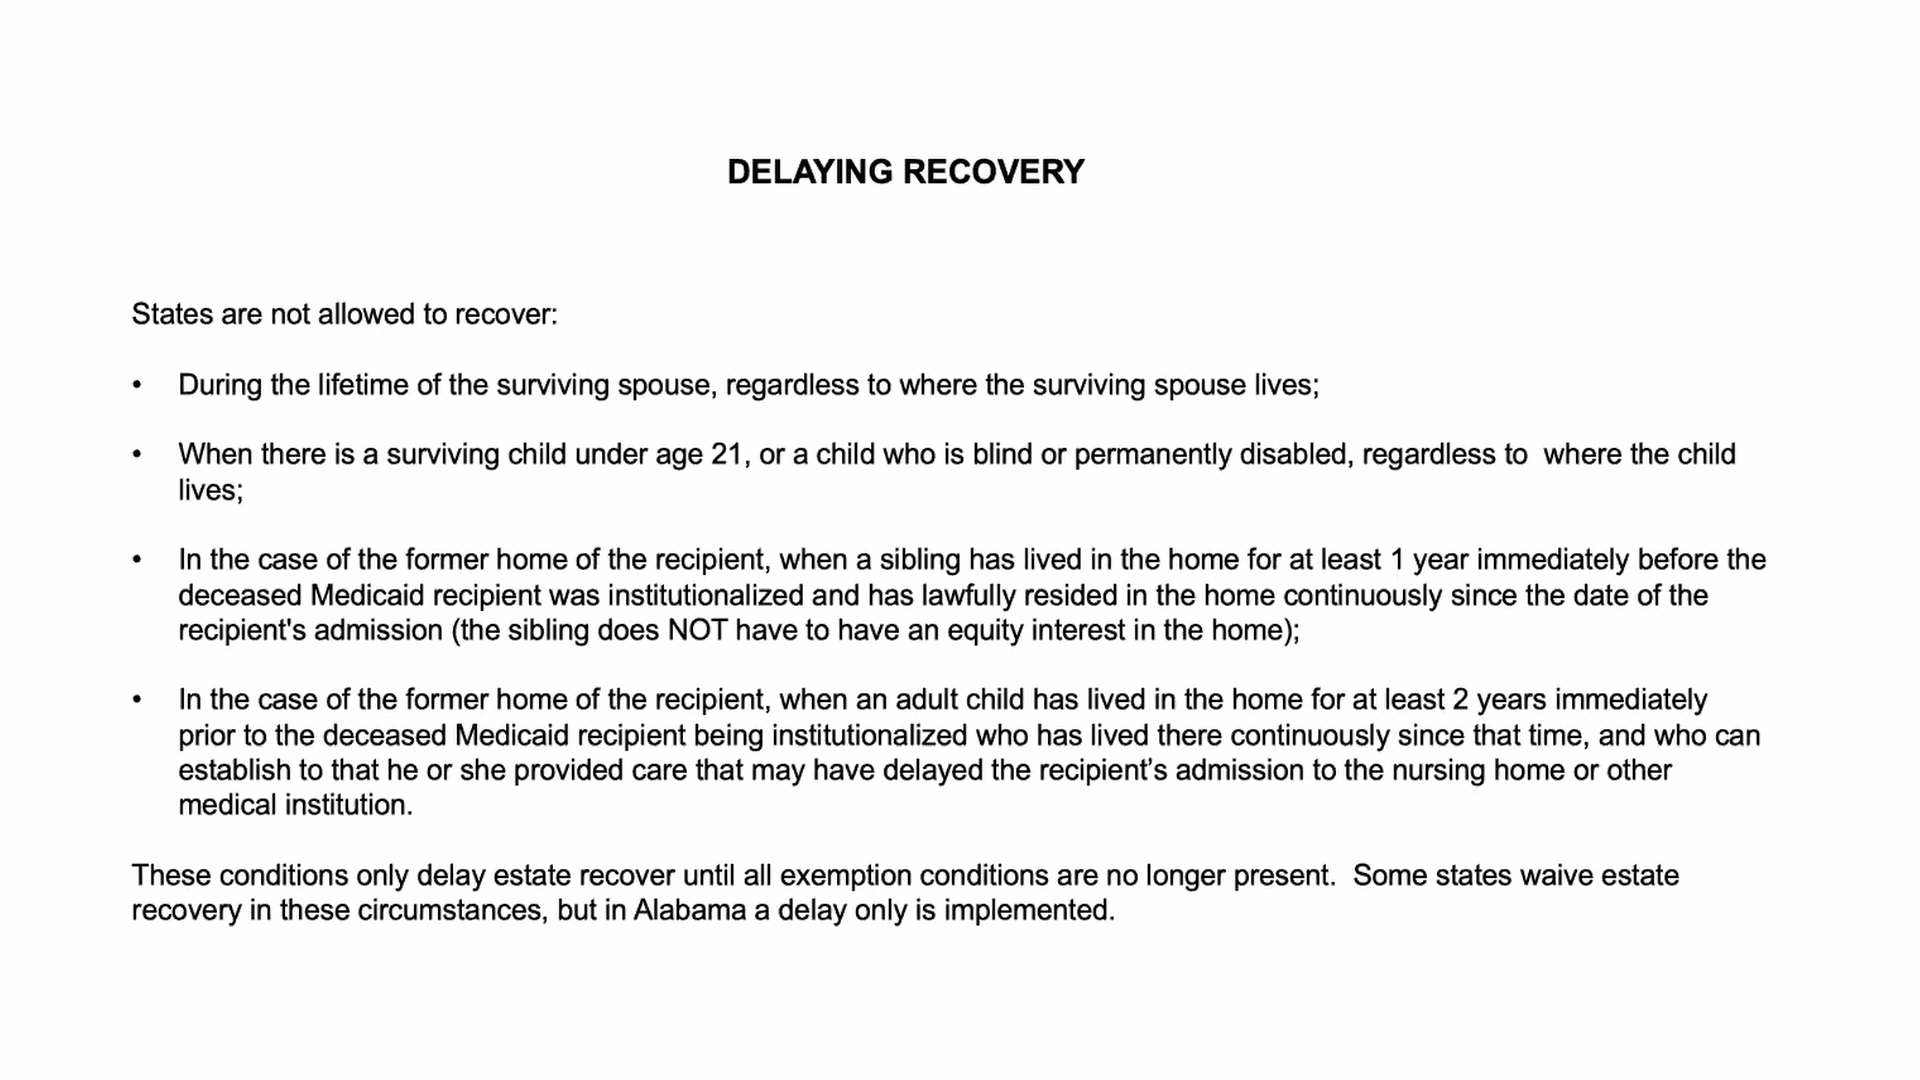 DELAYING RECOVERY
States are not allowed to recover:
• During the lifetime of the surviving spouse, regardless to where the surviving spouse lives;
• When there is a surviving child under age 21, or a child who is blind or permanently disabled, regardless to  where the child
lives;
• In the case of the former home of the recipient, when a sibling has lived in the home for at least 1 year immediately before the
deceased Medicaid recipient was institutionalized and has lawfully resided in the home continuously since the date of the
recipient's admission (the sibling does NOT have to have an equity interest in the home);
• In the case of the former home of the recipient, when an adult child has lived in the home for at least 2 years immediately
prior to the deceased Medicaid recipient being institutionalized who has lived there continuously since that time, and who can
establish to that he or she provided care that may have delayed the recipient’s admission to the nursing home or other
medical institution.
These conditions only delay estate recover until all exemption conditions are no longer present.  Some states waive estate
recovery in these circumstances, but in Alabama a delay only is implemented.